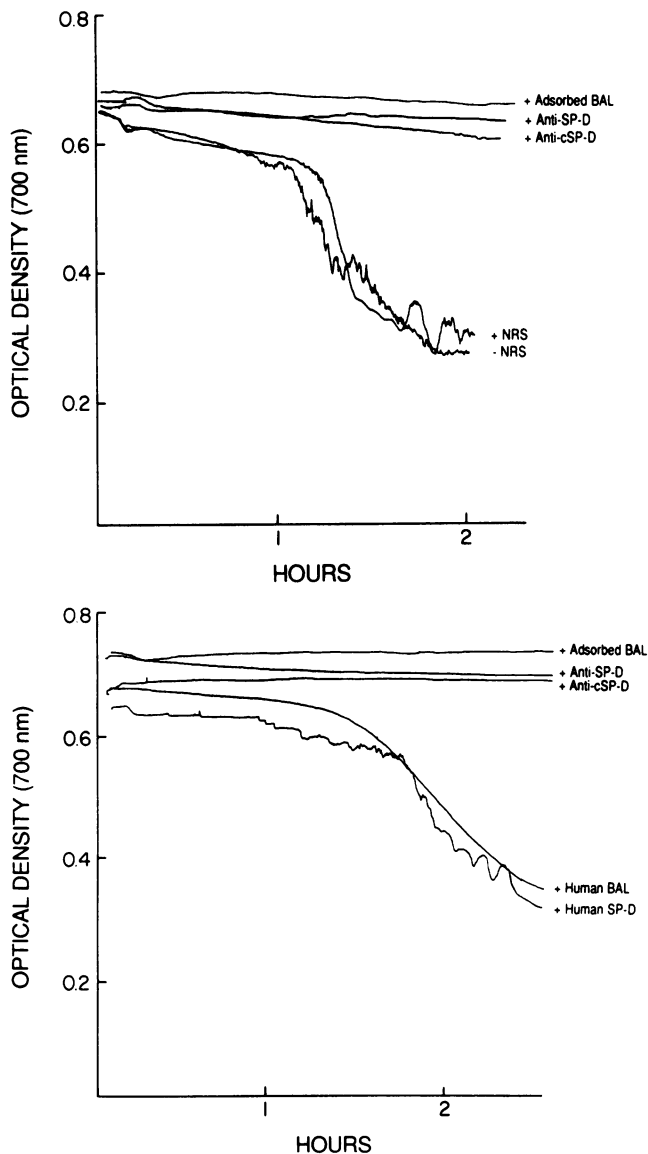 0.8
+ Adsorbed BAL
+ Anti-SP-D
+ Anti-cSP-D
0.6
0.4
+ NRS
- NRS
0.2
OPTICAL DENSITY (700 nm)
1
2
HOURS
0.8
+ Adsorbed BAL
+ Anti-SP-D
+ Anti-cSP-D
0.6
0.4
+ Human BAL
+ Human SP-D
0.2
OPTICAL DENSITY (700 nm)
1
2
HOURS